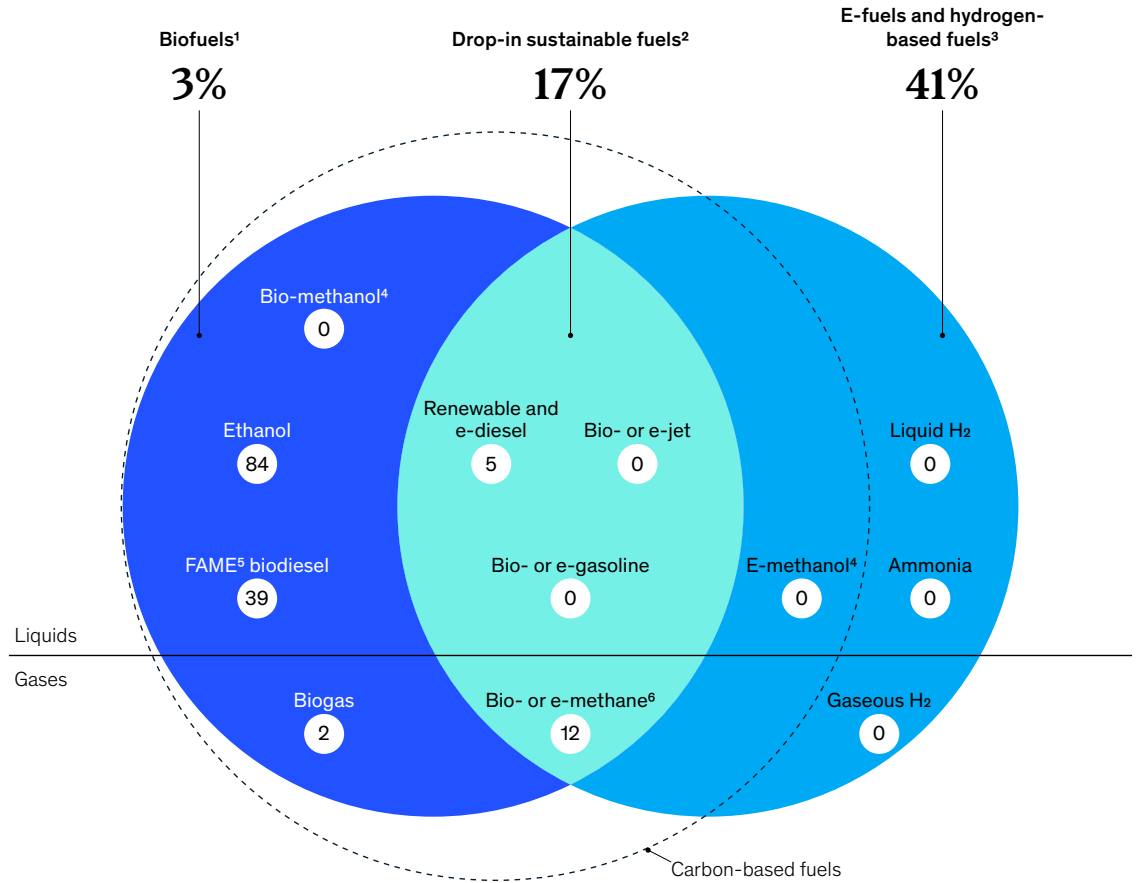 Biofuels¹
3%
Drop-in sustainable fuels²
17%
E-fuels and hydrogen-
based fuels³
41%
Bio-methanol⁴
0
Ethanol
84
Renewable and
e-diesel
5
Bio- or e-jet
0
Liquid H₂
0
FAME⁵ biodiesel
39
Bio- or e-gasoline
0
E-methanol⁴
0
Ammonia
0
Liquids
Gases
Biogas
2
Bio- or e-methane⁶
12
Gaseous H₂
0
Carbon-based fuels